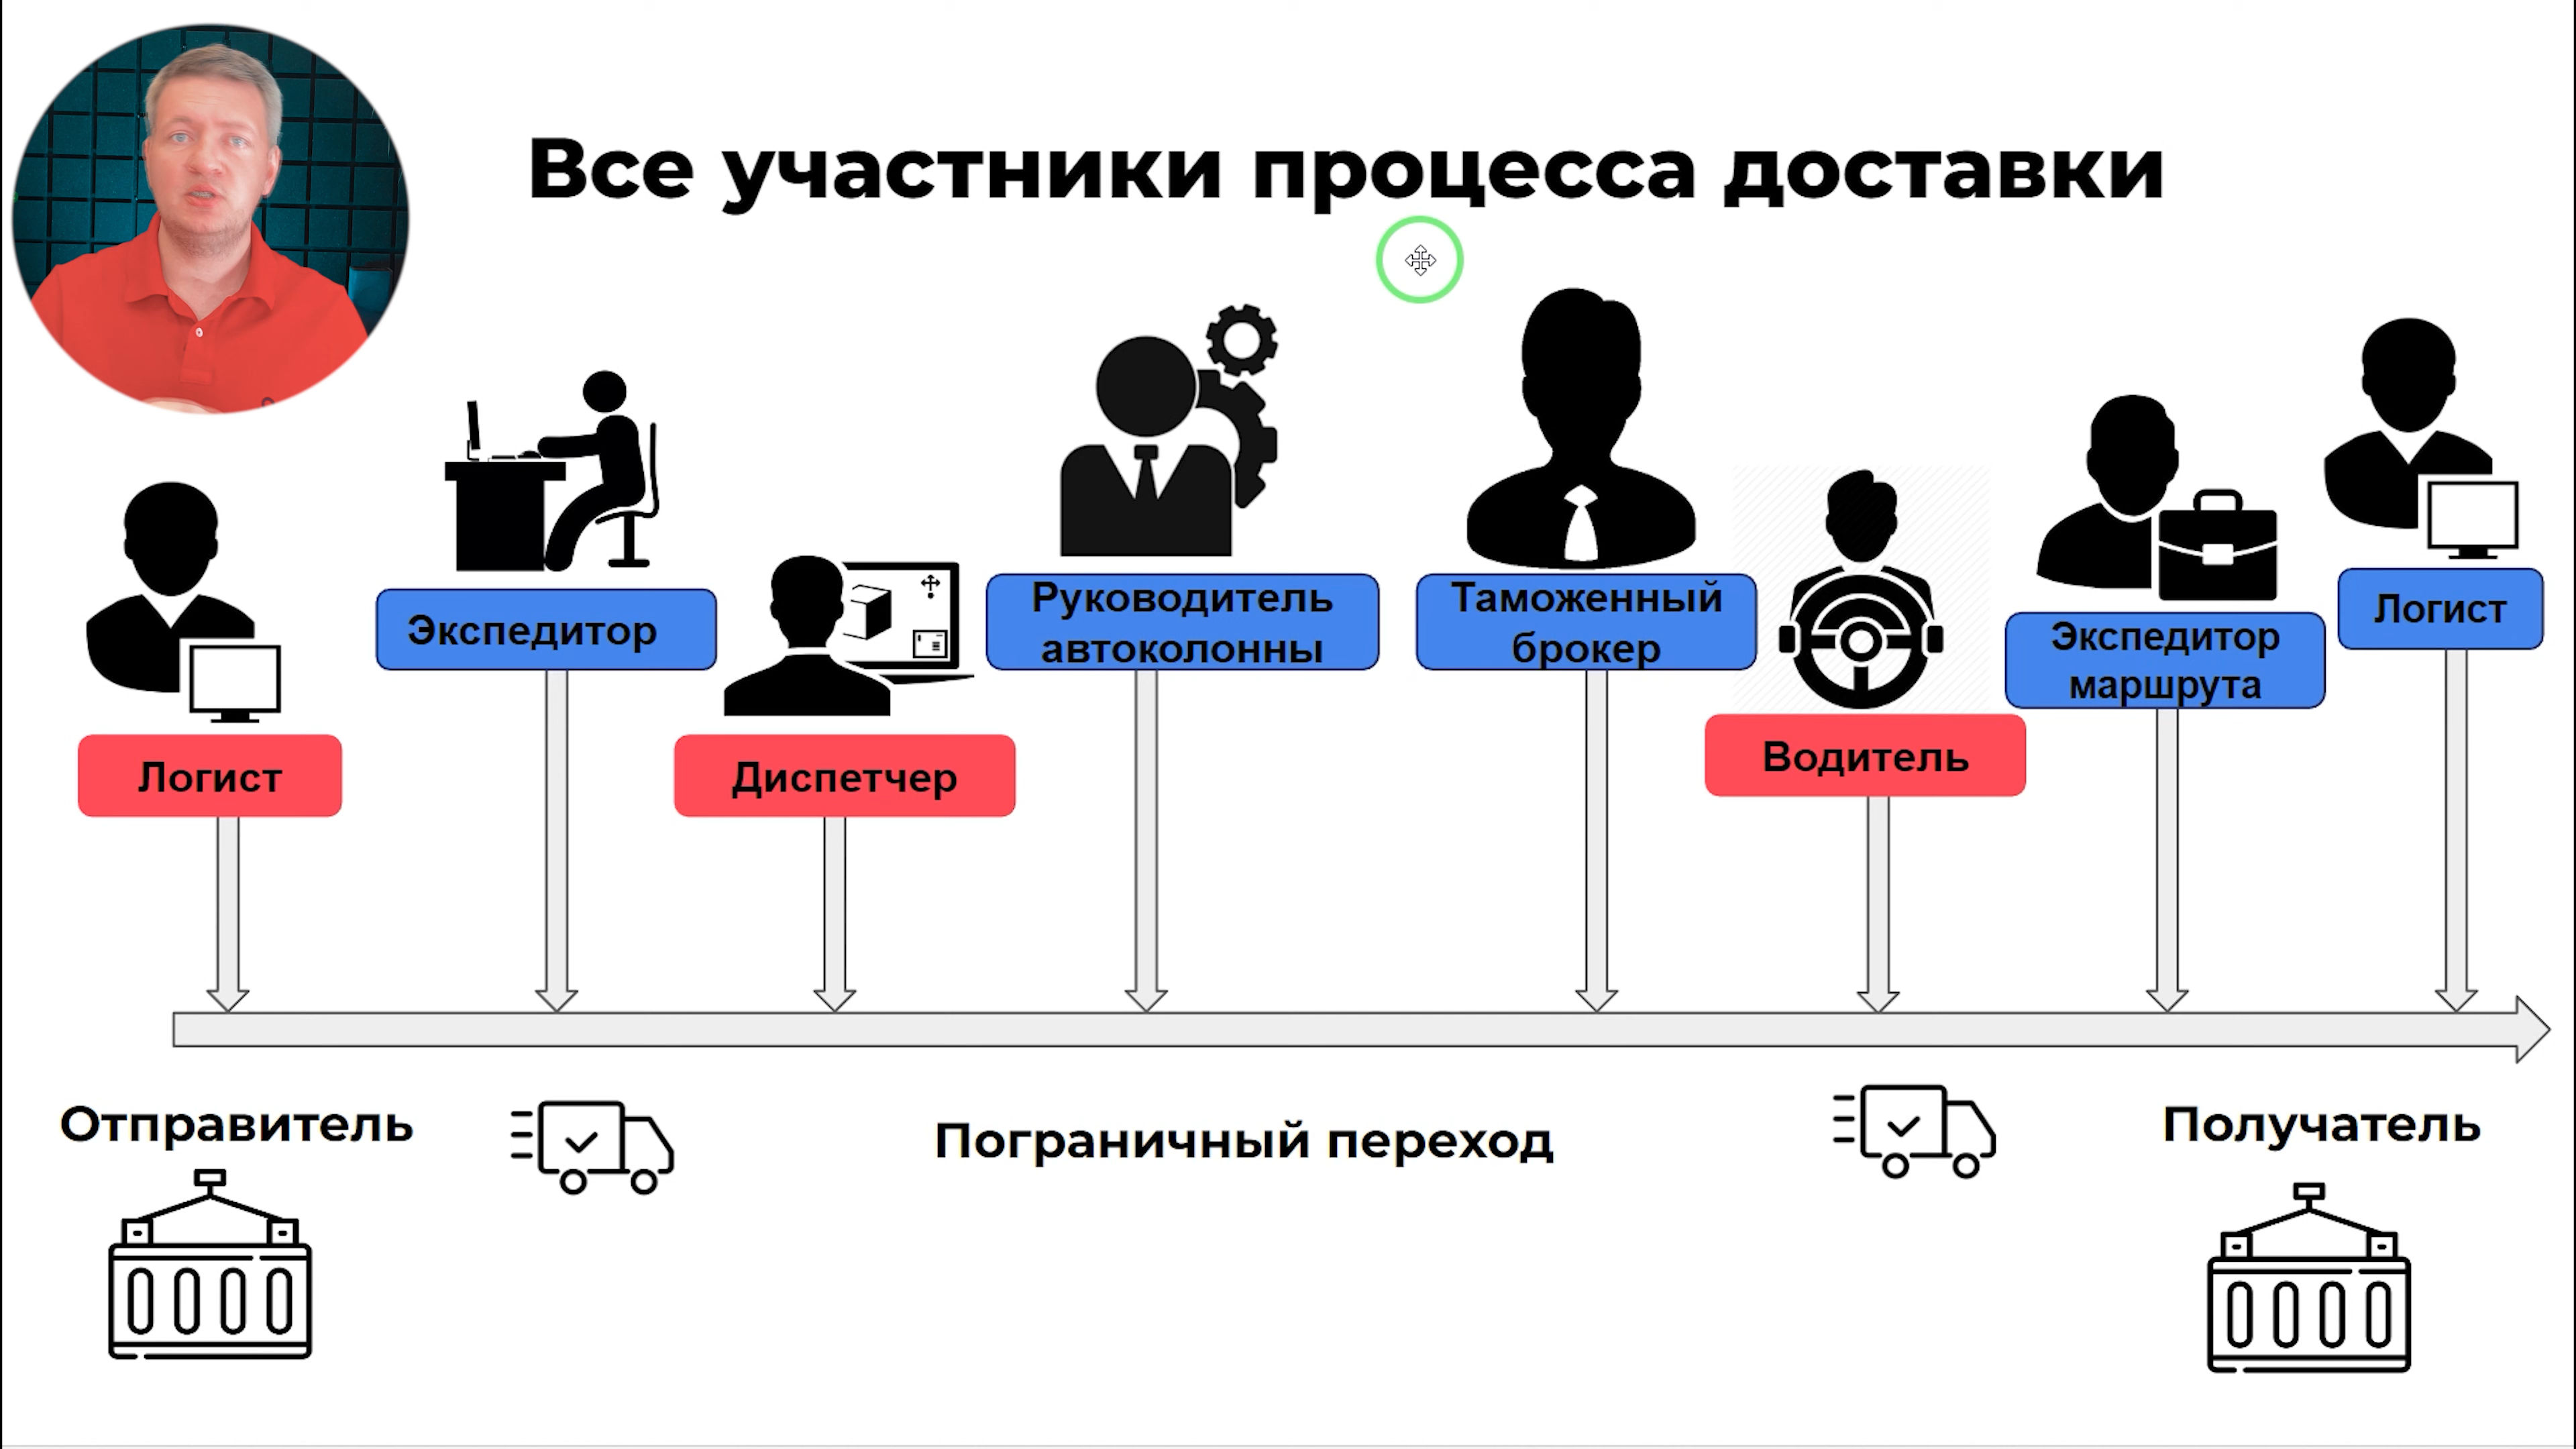 Все участники процесса доставки
Логист
Экспедитор
Диспетчер
Руководитель
автоколонны
Таможенный
брокер
Водитель
Экспедитор
маршрута
Логист
Отправитель
Пограничный переход
Получатель